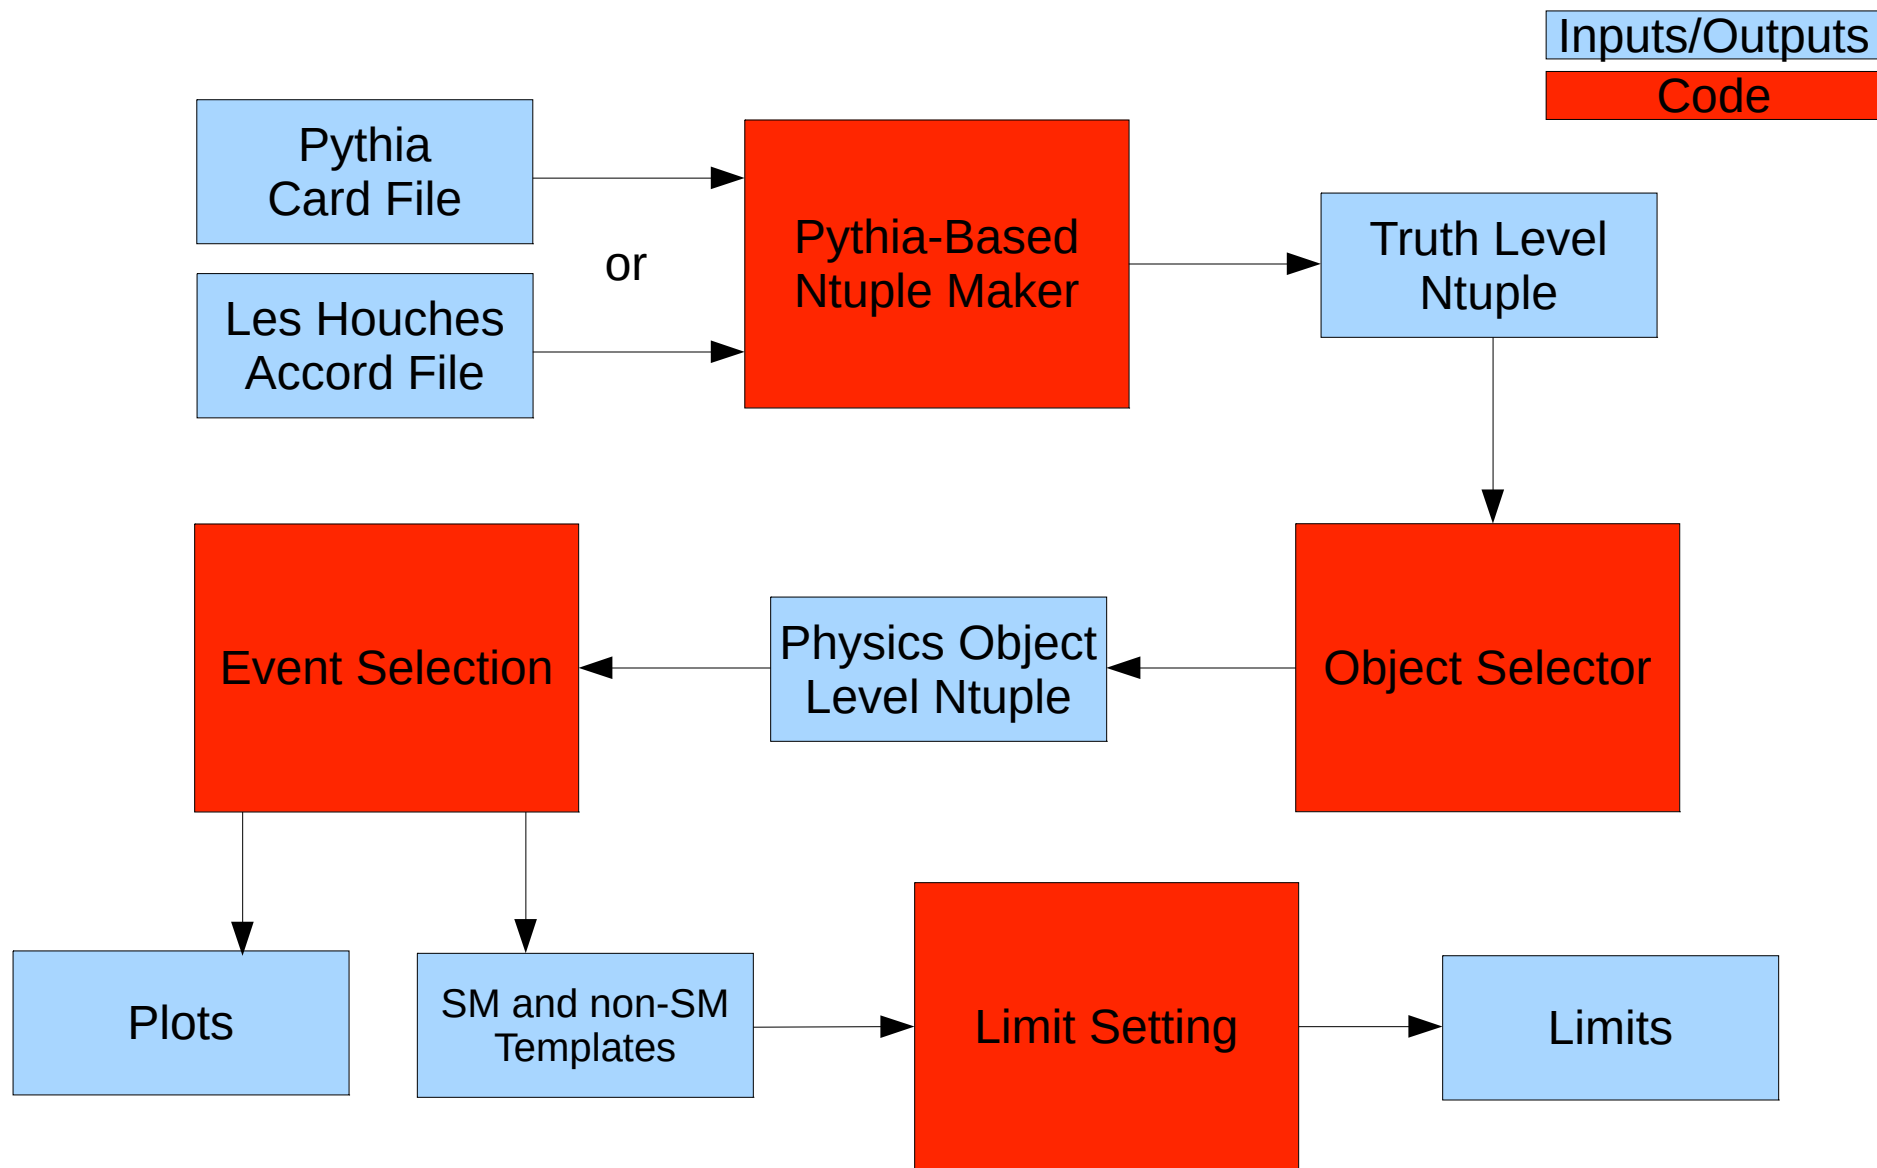 Inputs/Outputs
Code
Pythia
Card File
or
Les Houches
Accord File
Pythia-Based
Ntuple Maker
Truth Level
Ntuple
Event Selection
Physics Object
Level Ntuple
Object Selector
Plots
SM and non-SM
Templates
Limit Setting
Limits